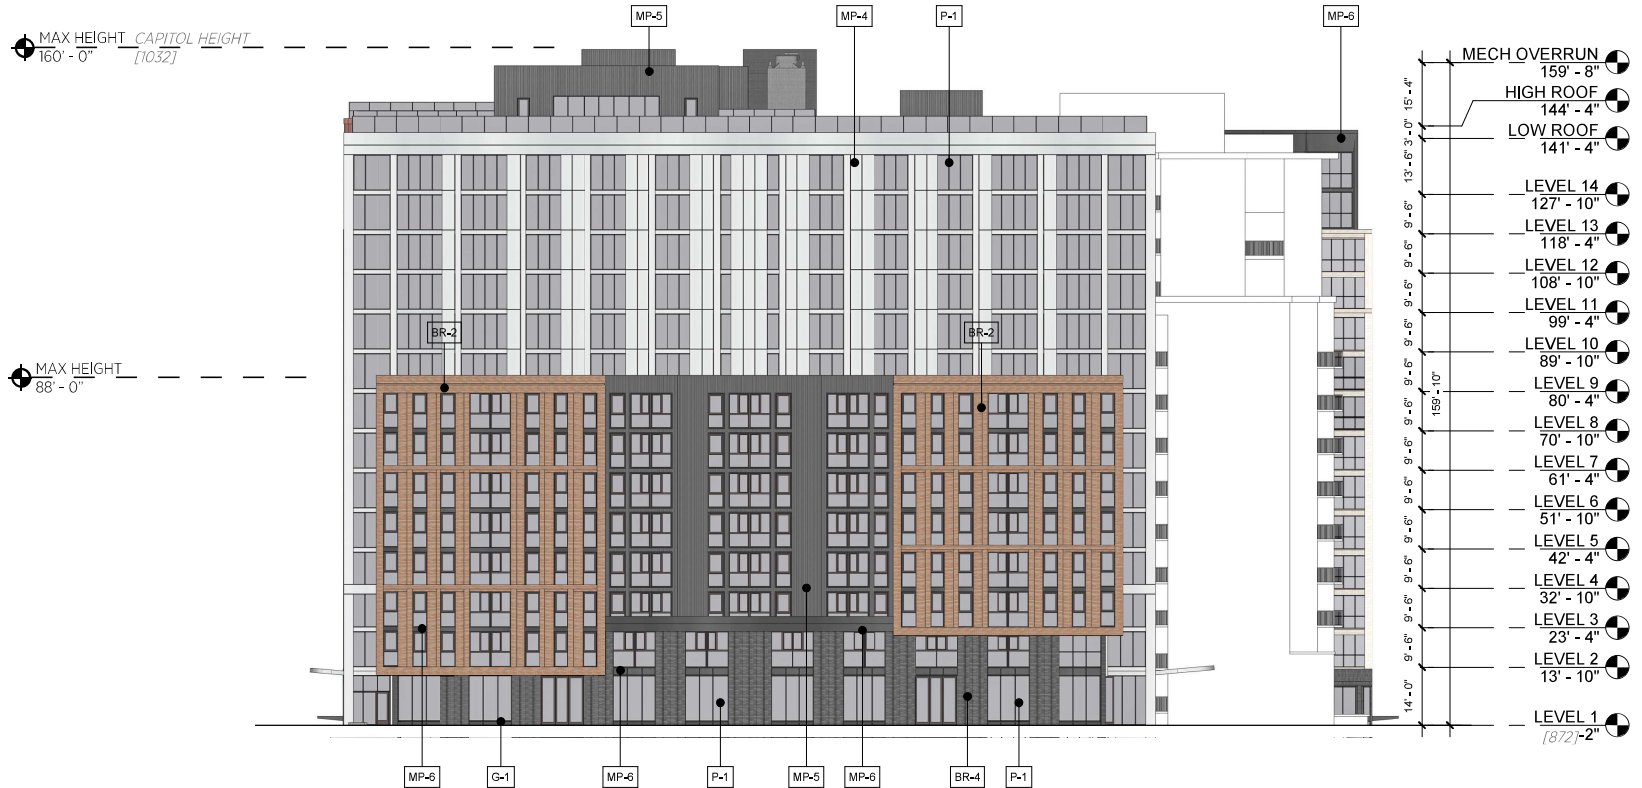 MP-5
MP-4
P-1
MP-6
MAX HEIGHT CAPITOL HEIGHT
160' - 0" [1032]
MECH OVERRUN
159' - 8"
HIGH ROOF
144' - 4"
LOW ROOF
141' - 4"
LEVEL 14
127' - 10"
LEVEL 13
118' - 4"
LEVEL 12
108' - 10"
LEVEL 11
99' - 4"
LEVEL 10
89' - 10"
LEVEL 9
80' - 4"
LEVEL 8
70' - 10"
LEVEL 7
61' - 4"
LEVEL 6
51' - 10"
LEVEL 5
42' - 4"
LEVEL 4
32' - 10"
LEVEL 3
23' - 4"
LEVEL 2
13' - 10"
LEVEL 1
[872]-2"
15' - 4"
3' - 0"
13' - 6"
9' - 6"
9' - 6"
9' - 6"
9' - 6"
9' - 6"
9' - 6"
9' - 6"
9' - 6"
9' - 6"
9' - 6"
9' - 6"
9' - 6"
14' - 0"
159' - 10"
BR-2
BR-2
MAX HEIGHT
88' - 0"
MP-6
G-1
MP-6
P-1
MP-5
MP-6
BR-4
P-1